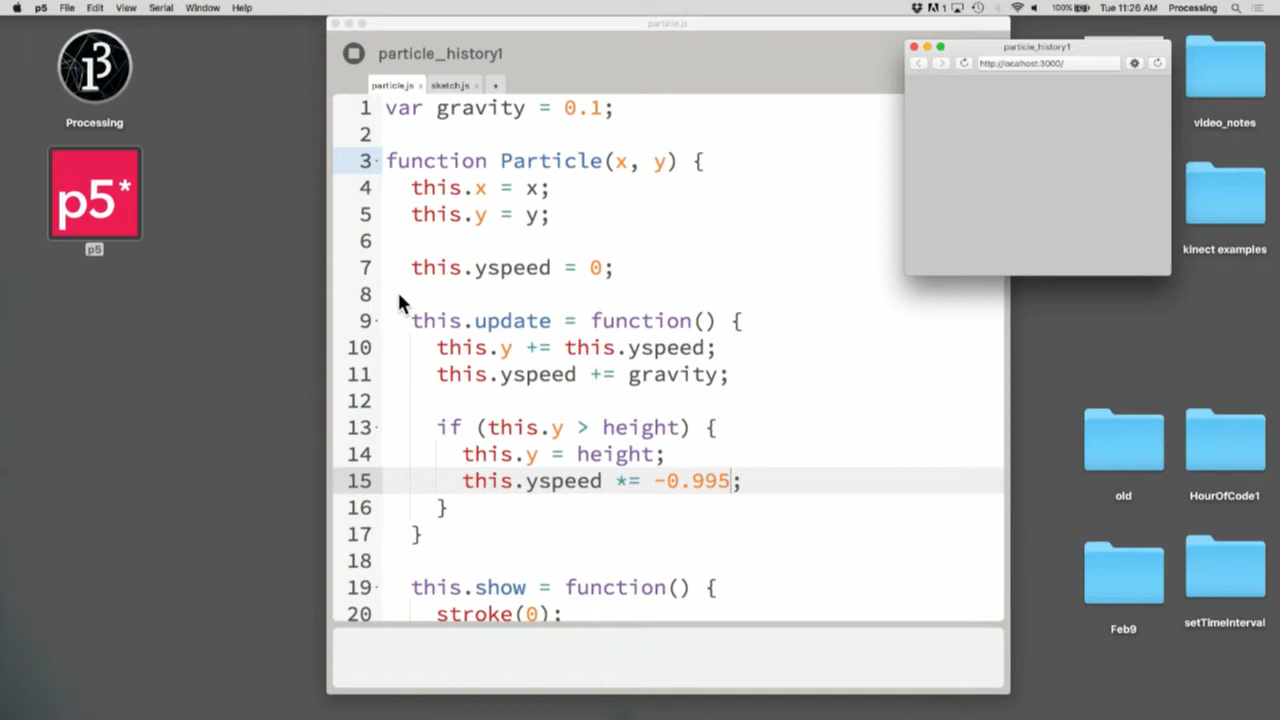 p5 File Edit View Serial Window Help
1 100% Tue 11:26 AM Processing
particle.js
particle_history1
particle.js × sketch.js × +
1 var gravity = 0.1;
2
3 function Particle(x, y) {
4 this.x = x;
5 this.y = y;
6
7 this.yspeed = 0;
8
9 this.update = function() {
10 this.y += this.yspeed;
11 this.yspeed += gravity;
12
13 if (this.y > height) {
14 this.y = height;
15 this.yspeed *= -0.995;
16 }
17 }
18
19 this.show = function() {
20 stroke(0);
Processing
p5*
p5
particle_history1
http://localhost:3000/
video_notes
kinect examples
old
HourOfCode1
Feb9
setTimeInterval